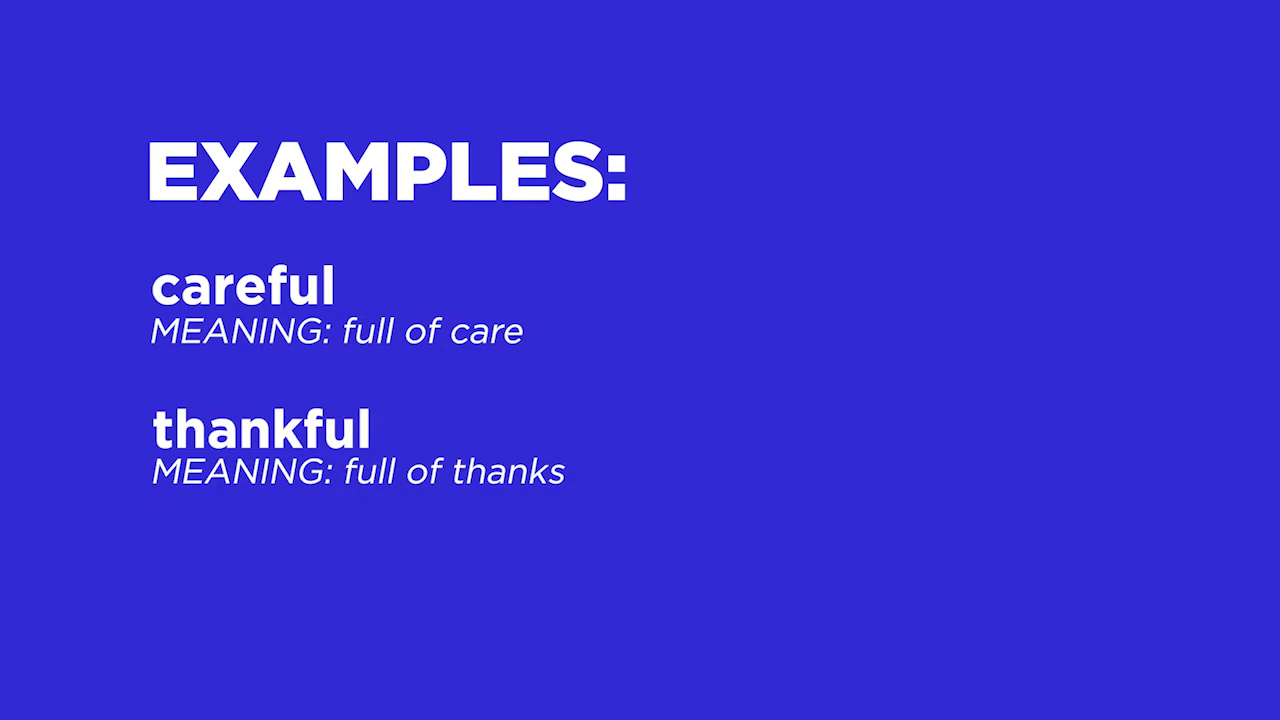 EXAMPLES:
careful
MEANING: full of care
thankful
MEANING: full of thanks